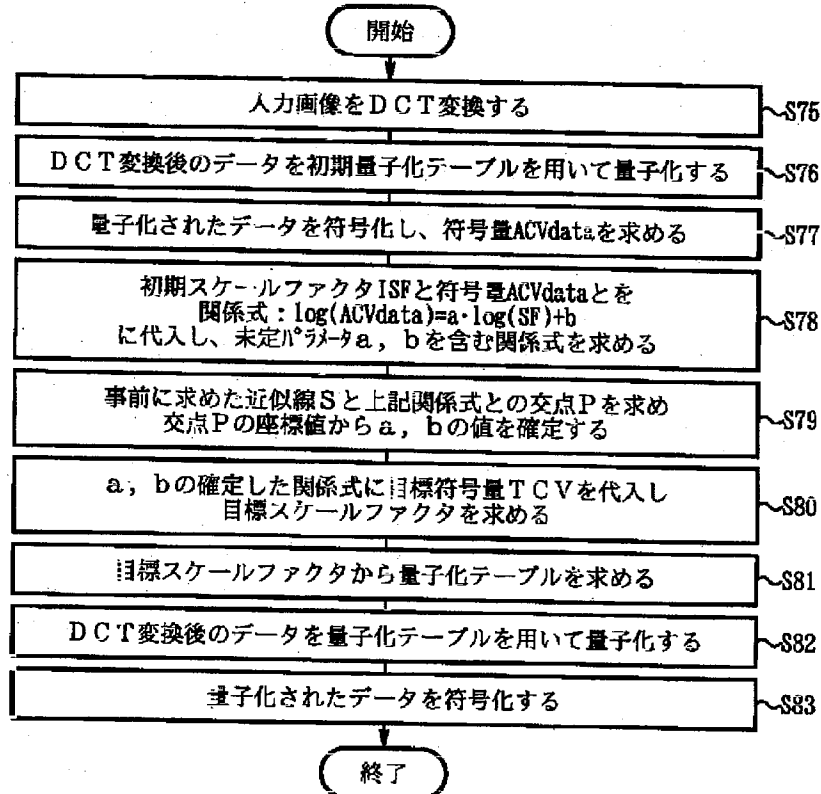 開始
入力画像をDCT変換する
~S75
DCT変換後のデータを初期量子化テーブルを用いて量子化する
~S76
量子化されたデータを符号化し、符号量ACVdataを求める
~S77
初期スケールファクタISFと符号量ACVdataとを
関係式：log(ACVdata)=a・log(SF)+b
に代入し、未定パラメータa，bを含む関係式を求める
~S78
事前に求めた近似線Sと上記関係式との交点Pを求め
交点Pの座標値からa，bの値を確定する
~S79
a，bの確定した関係式に目標符号量TCVを代入し
目標スケールファクタを求める
~S80
目標スケールファクタから量子化テーブルを求める
~S81
DCT変換後のデータを量子化テーブルを用いて量子化する
~S82
量子化されたデータを符号化する
~S83
終了